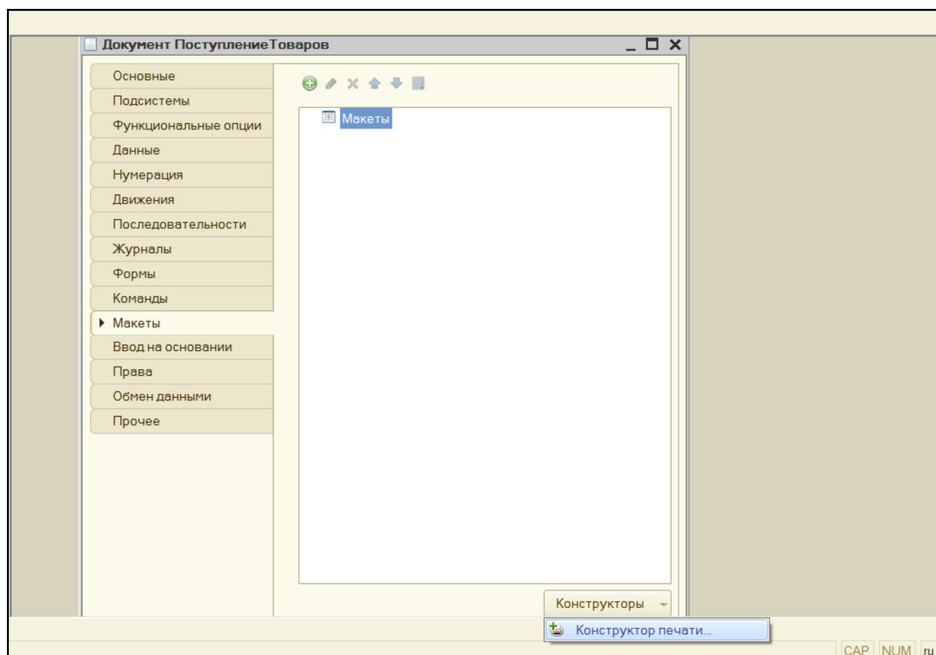 Документ ПоступлениеТоваров
Основные
Подсистемы
Функциональные опции
Данные
Нумерация
Движения
Последовательности
Журналы
Формы
Команды
Макеты
Ввод на основании
Права
Обмен данными
Прочее
Макеты
Конструкторы
Конструктор печати...
CAP NUM ru